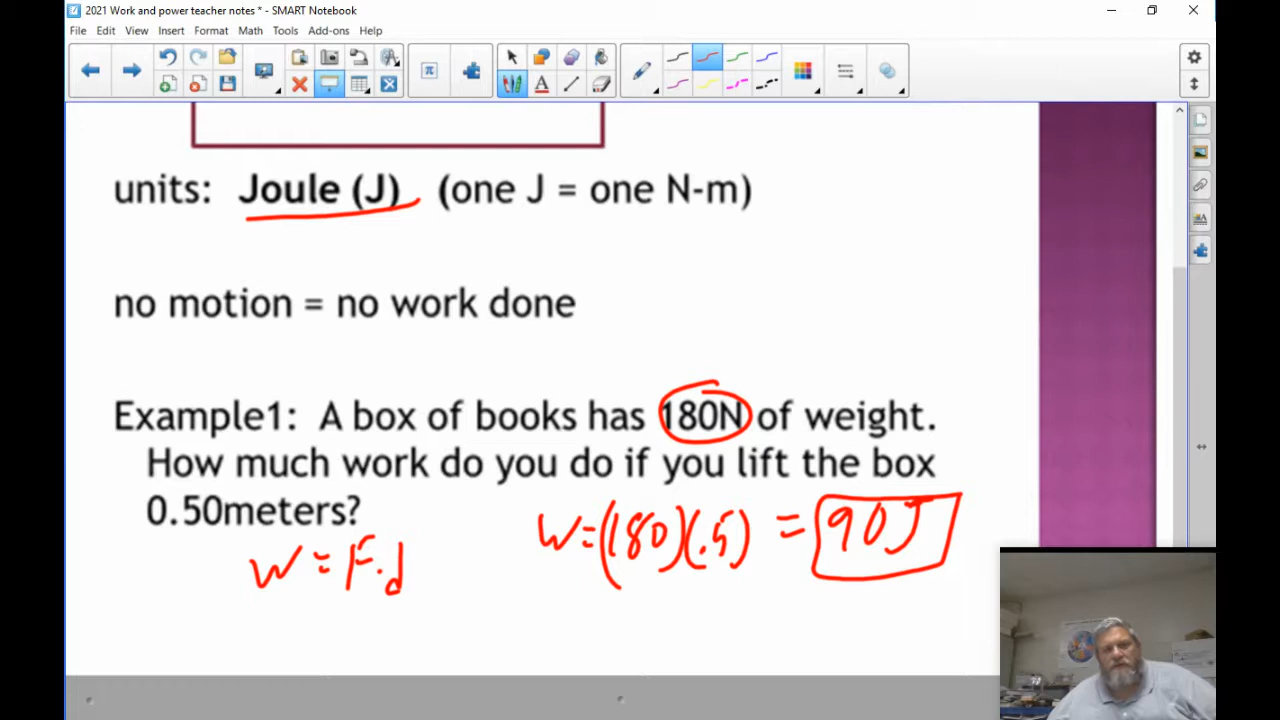 2021 Work and power teacher notes * - SMART Notebook
File Edit View Insert Format Math Tools Add-ons Help
units: Joule (J) (one J = one N-m)
no motion = no work done
Example1: A box of books has 180N of weight.
How much work do you do if you lift the box
0.50meters?
W=(180)(.5) = 90J
W = F.d